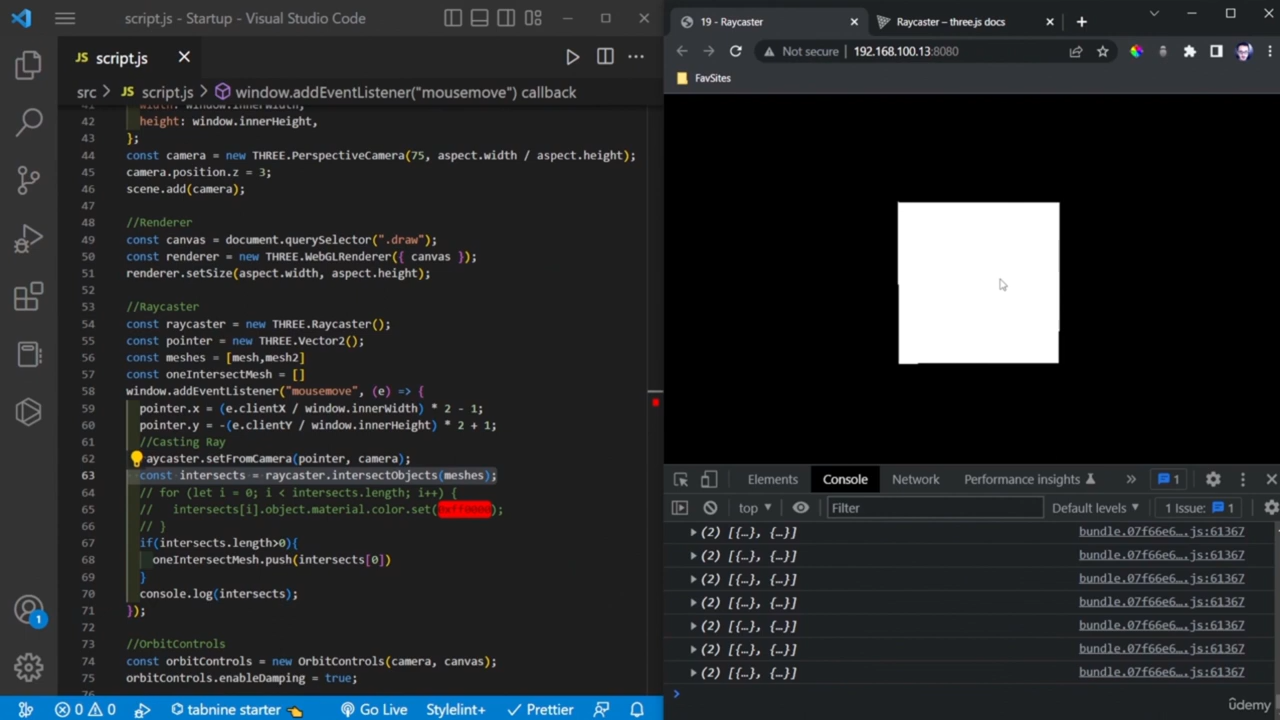 script.js - Startup - Visual Studio Code
JS script.js
src > JS script.js > window.addEventListener("mousemove") callback
41 width: window.innerWidth,
42 height: window.innerHeight,
43 };
44 const camera = new THREE.PerspectiveCamera(75, aspect.width / aspect.height);
45 camera.position.z = 3;
46 scene.add(camera);
47
48 //Renderer
49 const canvas = document.querySelector(".draw");
50 const renderer = new THREE.WebGLRenderer({ canvas });
51 renderer.setSize(aspect.width, aspect.height);
52
53 //Raycaster
54 const raycaster = new THREE.Raycaster();
55 const pointer = new THREE.Vector2();
56 const meshes = [mesh,mesh2]
57 const oneIntersectMesh = []
58 window.addEventListener("mousemove", (e) => {
59 pointer.x = (e.clientX / window.innerWidth) * 2 - 1;
60 pointer.y = -(e.clientY / window.innerHeight) * 2 + 1;
61 //Casting Ray
62 aycaster.setFromCamera(pointer, camera);
63 const intersects = raycaster.intersectObjects(meshes);
64 // for (let i = 0; i < intersects.length; i++) {
65 // intersects[i].object.material.color.set(0xff0000);
66 // }
67 if(intersects.length>0){
68 oneIntersectMesh.push(intersects[0])
69 }
70 console.log(intersects);
71 });
72
73 //OrbitControls
74 const orbitControls = new OrbitControls(camera, canvas);
75 orbitControls.enableDamping = true;
76
1
0 0 tabnine starter Go Live Stylelint+ Prettier
19 - Raycaster
Raycaster – three.js docs
Not secure 192.168.100.13:8080
FavSites
Elements Console Network Performance insights 1
top Filter Default levels 1 Issue: 1
(2) [{…}, {…}] bundle.07f66e6….js:61367
(2) [{…}, {…}] bundle.07f66e6….js:61367
(2) [{…}, {…}] bundle.07f66e6….js:61367
(2) [{…}, {…}] bundle.07f66e6….js:61367
(2) [{…}, {…}] bundle.07f66e6….js:61367
(2) [{…}, {…}] bundle.07f66e6….js:61367
(2) [{…}, {…}] bundle.07f66e6….js:61367
udemy